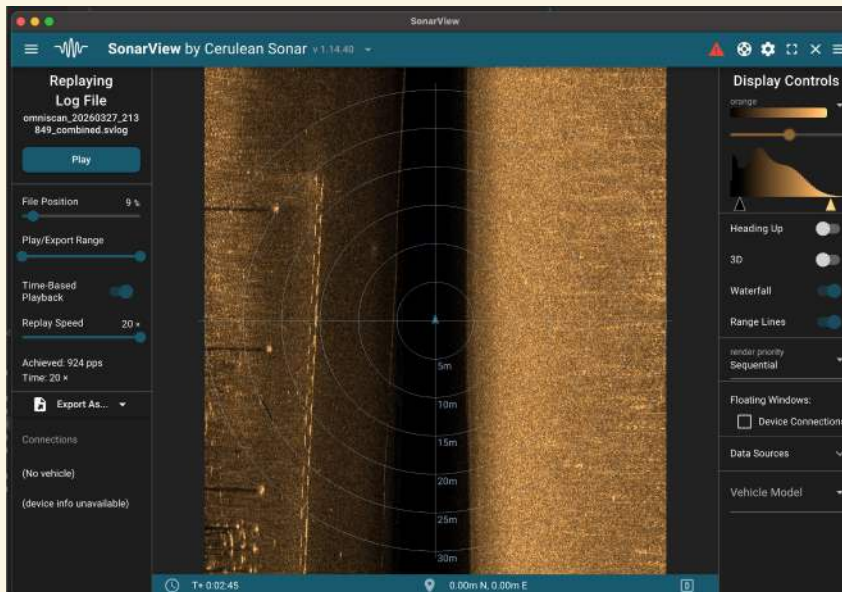 SonarView
SonarView by Cerulean Sonar v 1.14.40
Replaying
Log File
omniscan_20260327_213
849_combined.svlog
Play
File Position 9 %
Play/Export Range
Time-Based
Playback
Replay Speed 20 ×
Achieved: 924 pps
Time: 20 ×
Export As...
Connections
(No vehicle)
(device info unavailable)
5m
10m
15m
20m
25m
30m
T+ 0:02:45
0.00m N, 0.00m E
0
Display Controls
orange
Heading Up
3D
Waterfall
Range Lines
render priority
Sequential
Floating Windows:
Device Connections
Data Sources
Vehicle Model